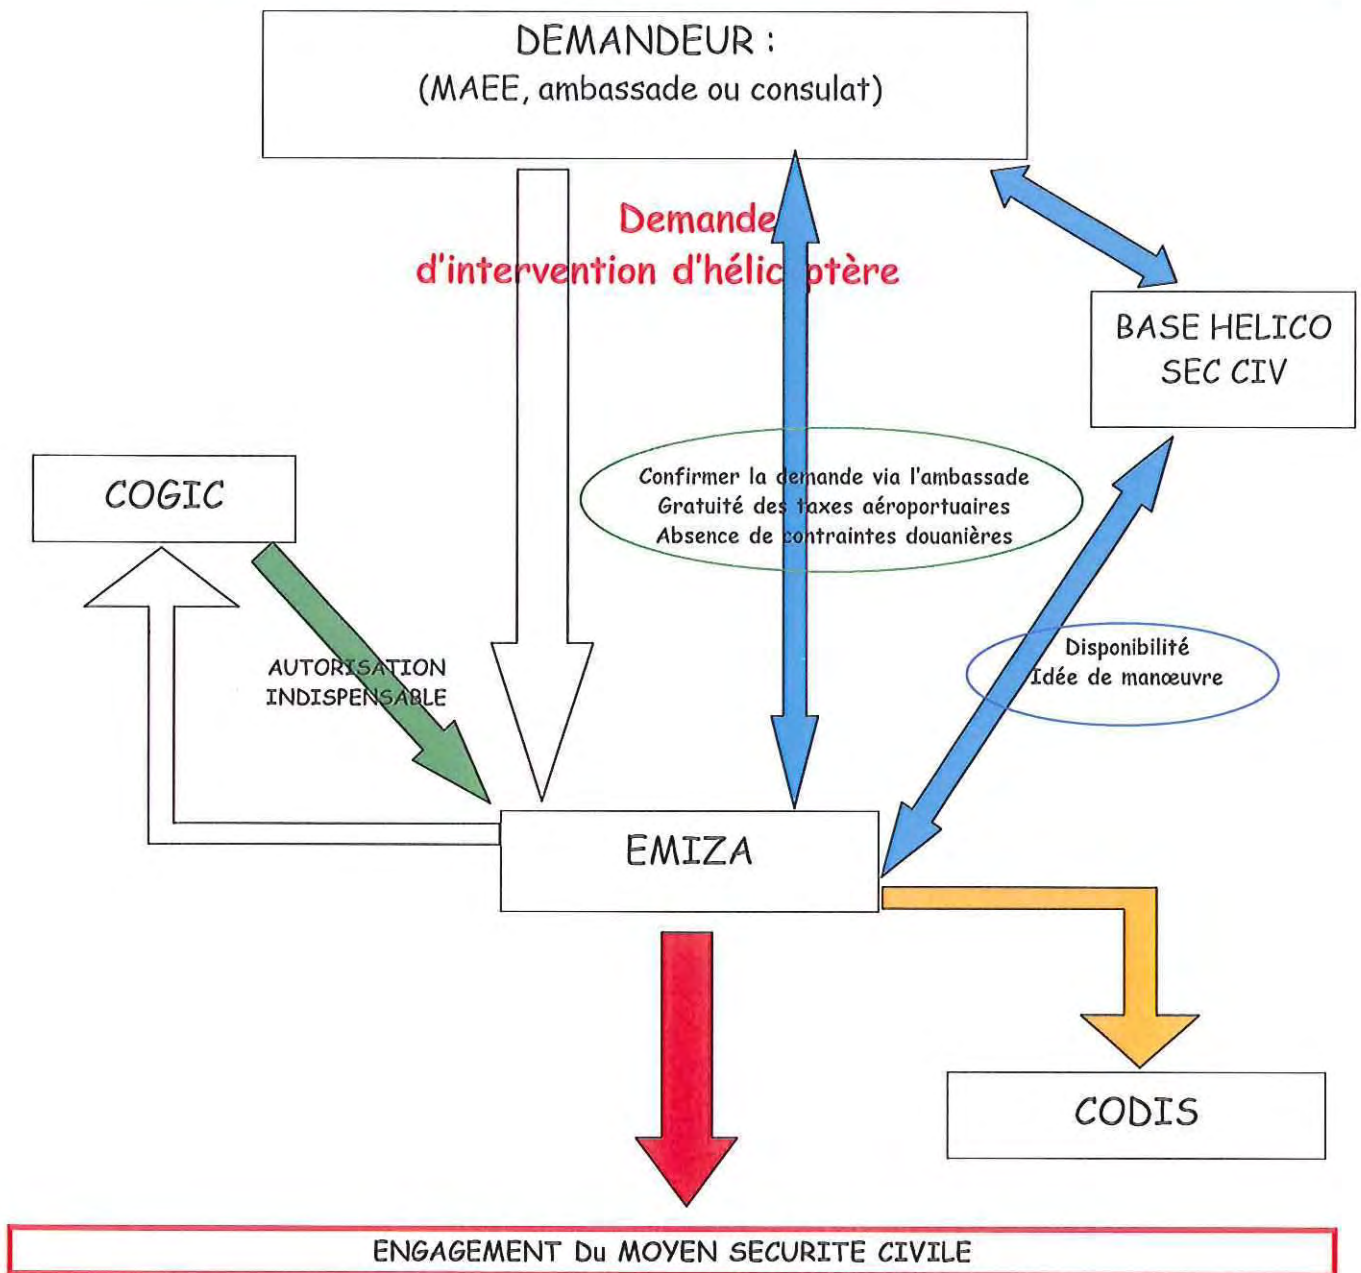 DEMANDEUR :
(MAEE, ambassade ou consulat)
Demande
d'intervention d'hélicoptère
BASE HELICO
SEC CIV
Confirmer la demande via l'ambassade
Gratuité des taxes aéroportuaires
Absence de contraintes douanières
COGIC
AUTORISATION
INDISPENSABLE
Disponibilité
Idée de manœuvre
EMIZA
CODIS
ENGAGEMENT Du MOYEN SECURITE CIVILE